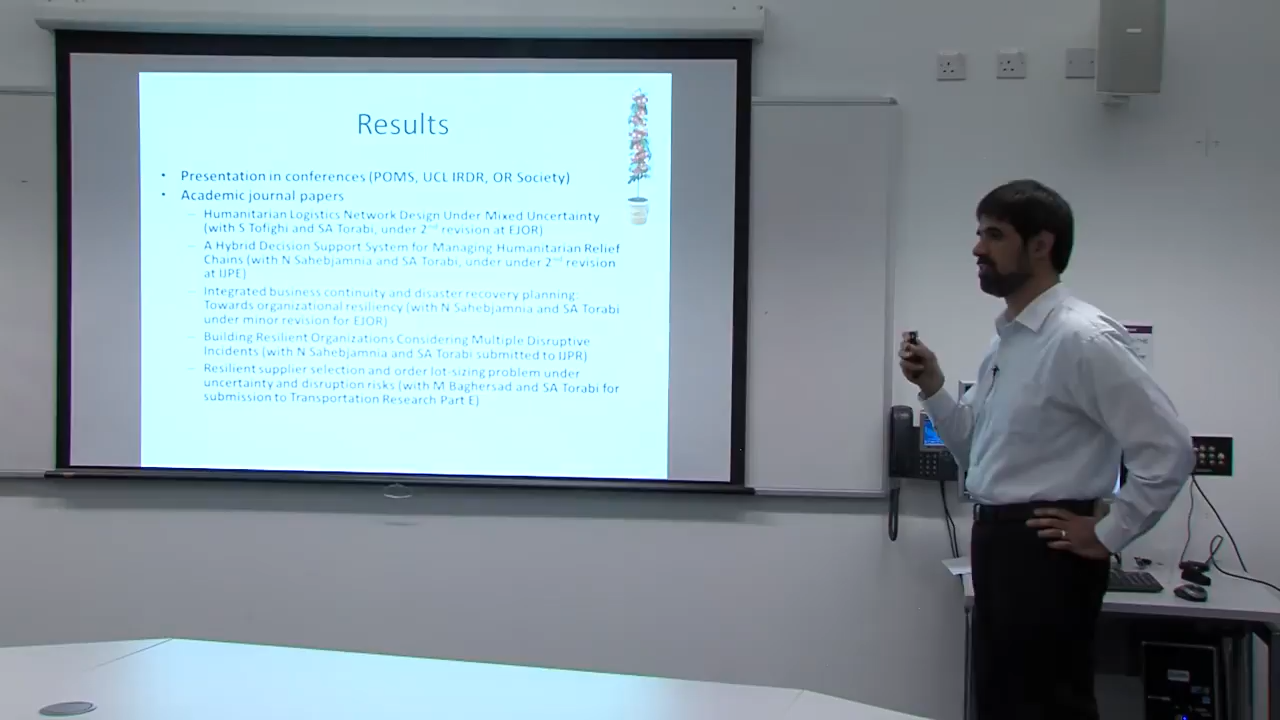 Results
• Presentation in conferences (POMS, UCL IRDR, OR Society)
• Academic journal papers
– Humanitarian Logistics Network Design Under Mixed Uncertainty
(with S Tofighi and SA Torabi, under 2nd revision at EJOR)
– A Hybrid Decision Support System for Managing Humanitarian Relief
Chains (with N Sahebjamnia and SA Torabi, under under 2nd revision
at IJPE)
– Integrated business continuity and disaster recovery planning:
Towards organizational resiliency (with N Sahebjamnia and SA Torabi
under minor revision for EJOR)
– Building Resilient Organizations Considering Multiple Disruptive
Incidents (with N Sahebjamnia and SA Torabi submitted to IJPR)
– Resilient supplier selection and order lot-sizing problem under
uncertainty and disruption risks (with M Baghersad and SA Torabi for
submission to Transportation Research Part E)